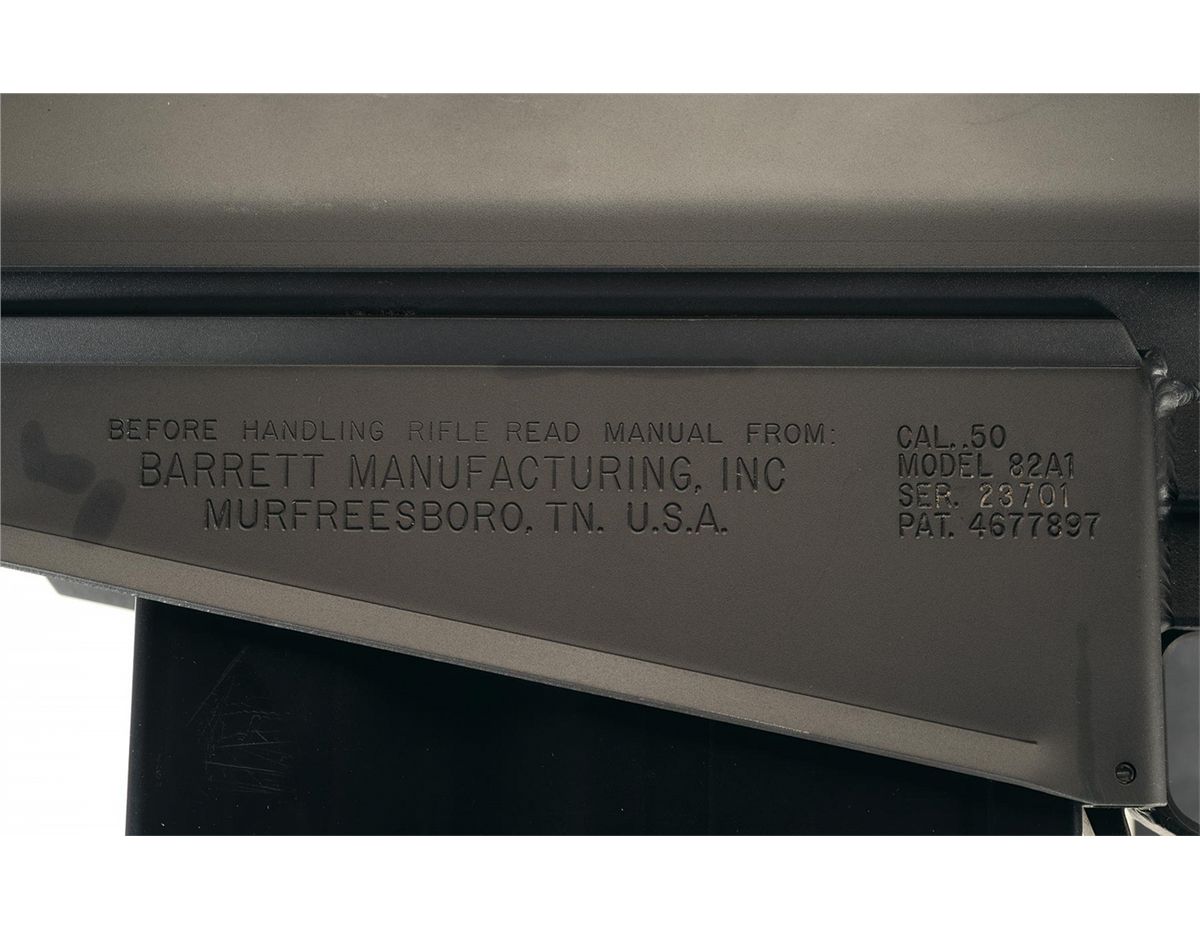 BEFORE HANDLING RIFLE READ MANUAL FROM:
BARRETT MANUFACTURING, INC
MURFREESBORO, TN. U.S.A.
CAL..50
MODEL 82A1
SER. 23701
PAT. 4677897